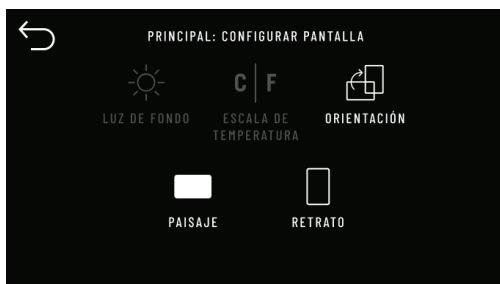 PRINCIPAL: CONFIGURAR PANTALLA
C | F
LUZ DE FONDO
ESCALA DE
TEMPERATURA
ORIENTACIÓN
PAISAJE
RETRATO